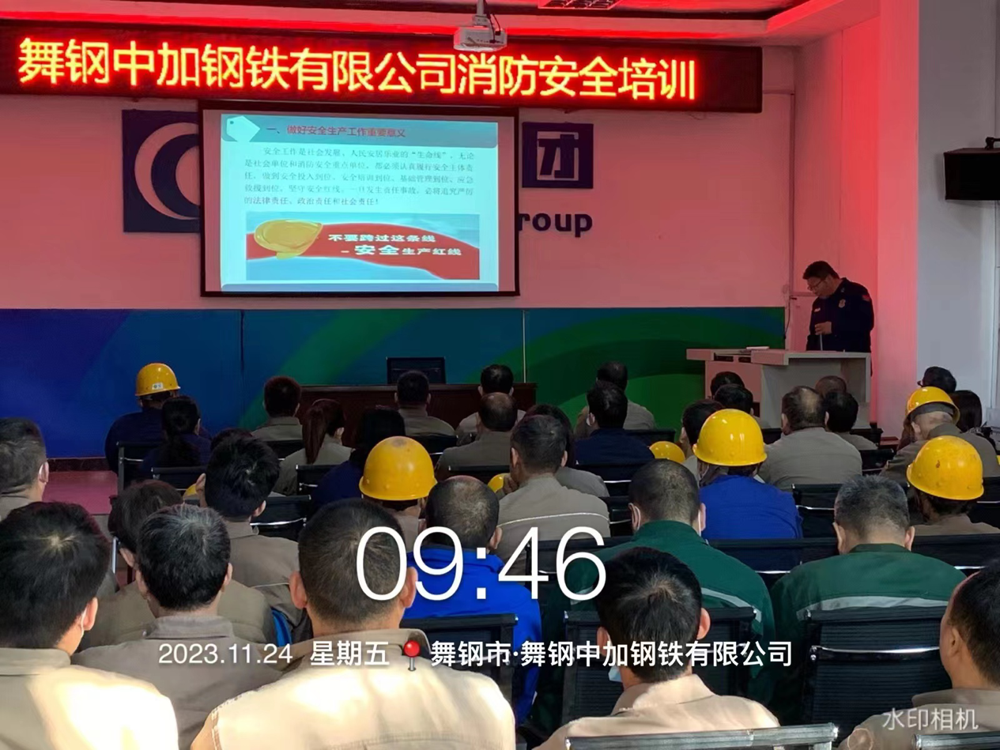 舞钢中加钢铁有限公司消防安全培训
一、做好安全生产工作重要意义
安全工作是社会发展、人民安居乐业的“生命线”，无论
是社会单位和消防安全重点单位，都必须认真履行安全主体责
任，做到安全投入到位、安全培训到位、基础管理到位、应急
救援到位，坚守安全红线，一旦发生责任事故，必将追究严厉
的法律责任、政治责任和社会责任！
不要跨过这条线
－安全生产红线
团
roup
09:46
2023.11.24 星期五 舞钢市·舞钢中加钢铁有限公司
水印相机